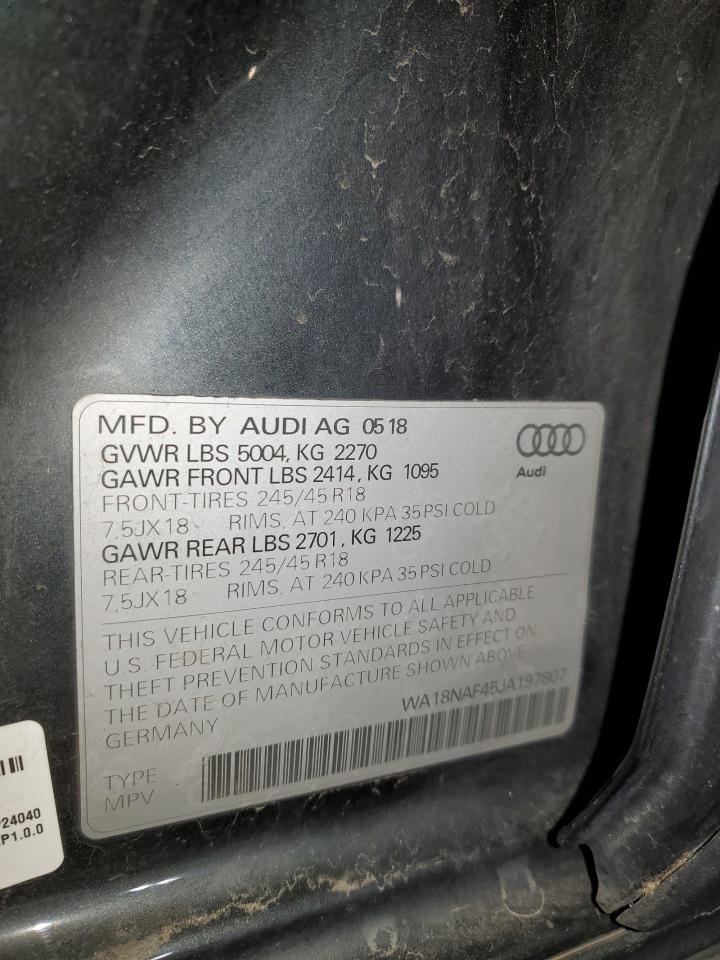 MFD. BY AUDI AG 05 18
GVWR LBS 5004, KG 2270
GAWR FRONT LBS 2414, KG 1095
FRONT-TIRES 245/45 R18
7,5JX18 RIMS, AT 240 KPA 35 PSI COLD
GAWR REAR LBS 2701, KG 1225
REAR-TIRES 245/45 R18
7,5JX18 RIMS, AT 240 KPA 35 PSI COLD
Audi
THIS VEHICLE CONFORMS TO ALL APPLICABLE
U.S. FEDERAL MOTOR VEHICLE SAFETY AND
THEFT PREVENTION STANDARDS IN EFFECT ON
THE DATE OF MANUFACTURE SHOWN ABOVE
GERMANY WA18NAF45JA197807
TYPE
MPV
24040
P1.0.0